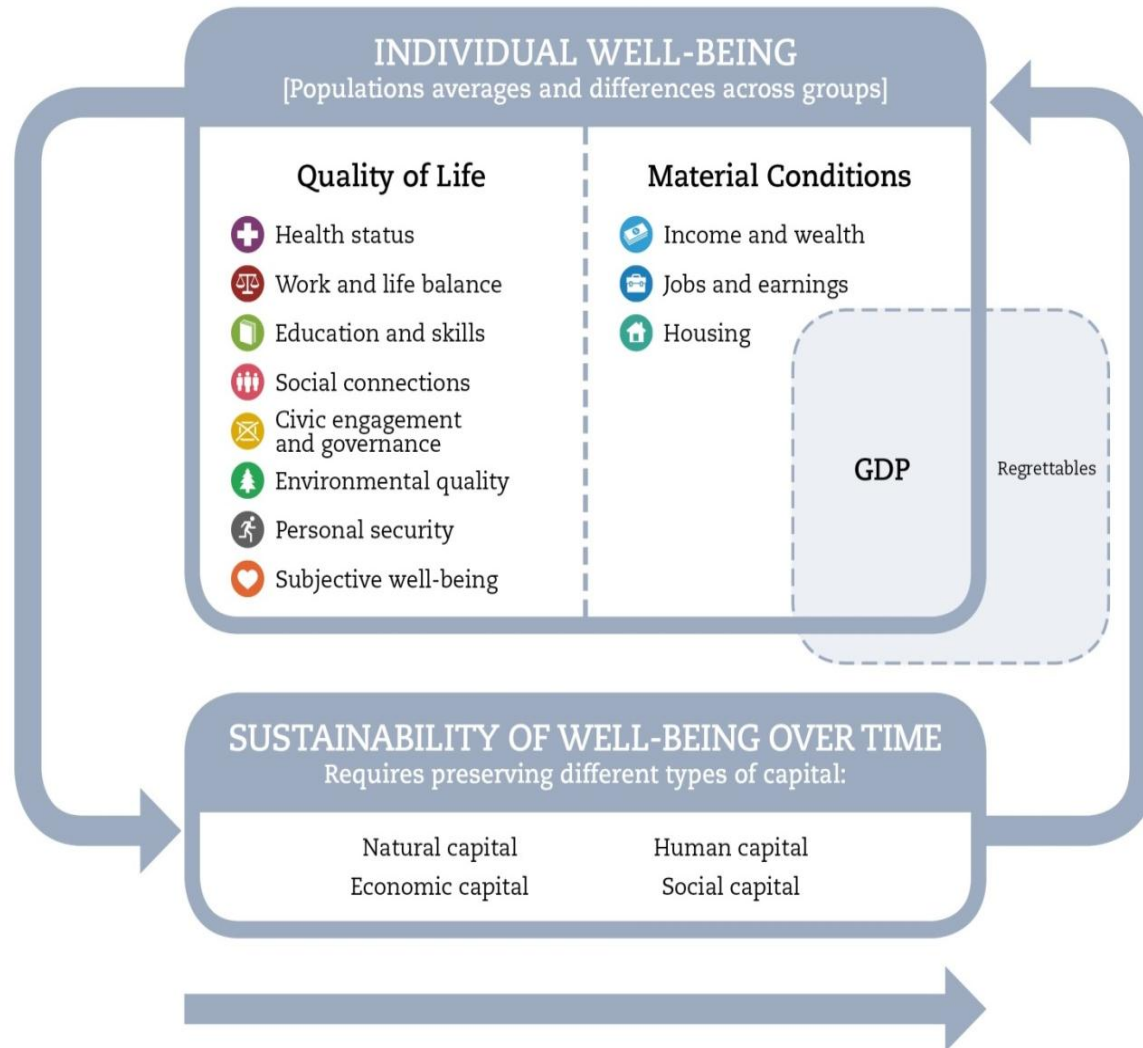 INDIVIDUAL WELL-BEING
[Populations averages and differences across groups]
Quality of Life
Health status
Work and life balance
Education and skills
Social connections
Civic engagement
and governance
Environmental quality
Personal security
Subjective well-being
Material Conditions
Income and wealth
Jobs and earnings
Housing
GDP
Regrettables
SUSTAINABILITY OF WELL-BEING OVER TIME
Requires preserving different types of capital:
Natural capital
Human capital
Economic capital
Social capital